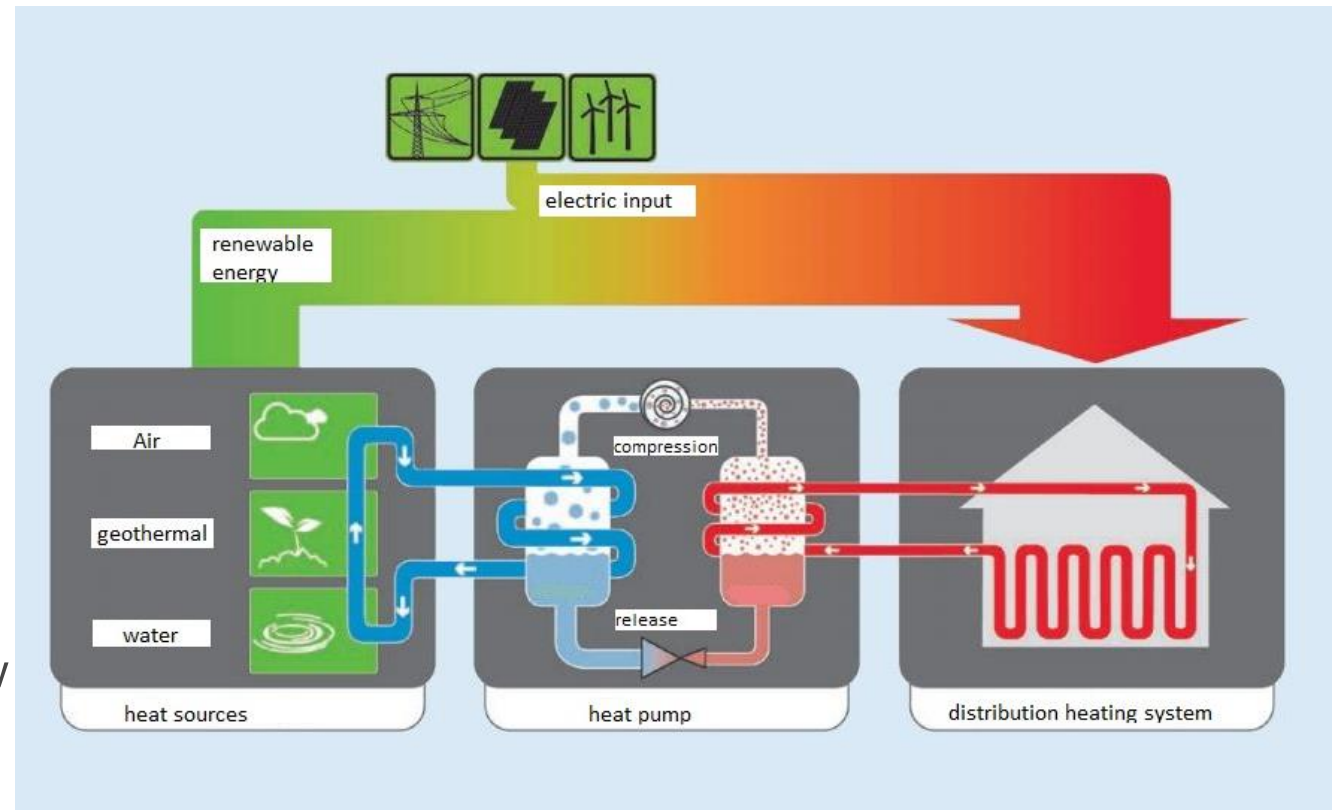 electric input
renewable
energy
Air
geothermal
water
compression
release
heat sources
heat pump
distribution heating system